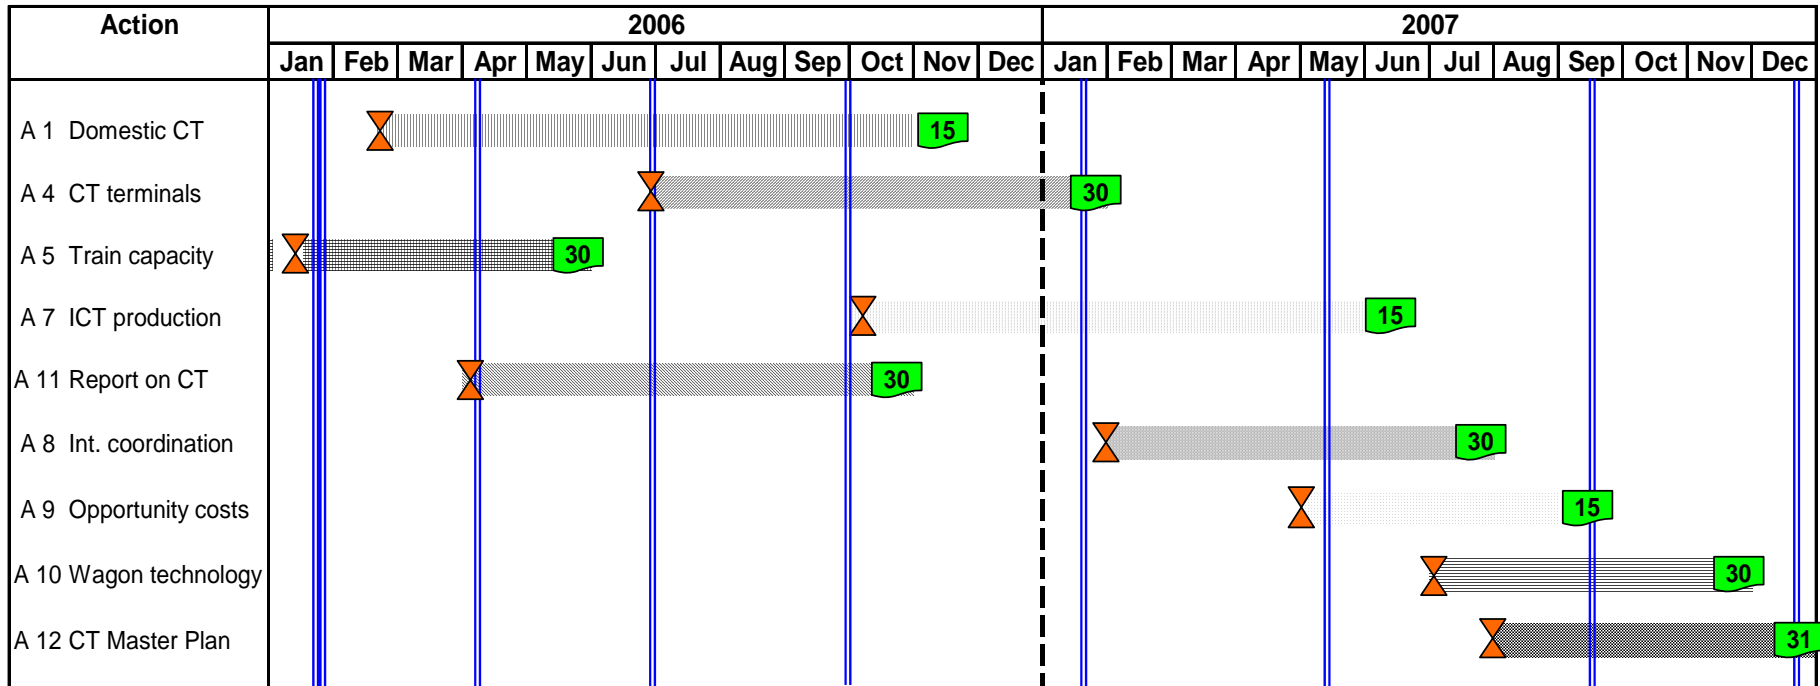 Action 2006 2007
Jan Feb Mar Apr May Jun Jul Aug Sep Oct Nov Dec Jan Feb Mar Apr May Jun Jul Aug Sep Oct Nov Dec
A 1 Domestic CT 15
A 4 CT terminals 30
A 5 Train capacity 30
A 7 ICT production 15
A 11 Report on CT 30
A 8 Int. coordination 30
A 9 Opportunity costs 15
A 10 Wagon technology 30
A 12 CT Master Plan 31